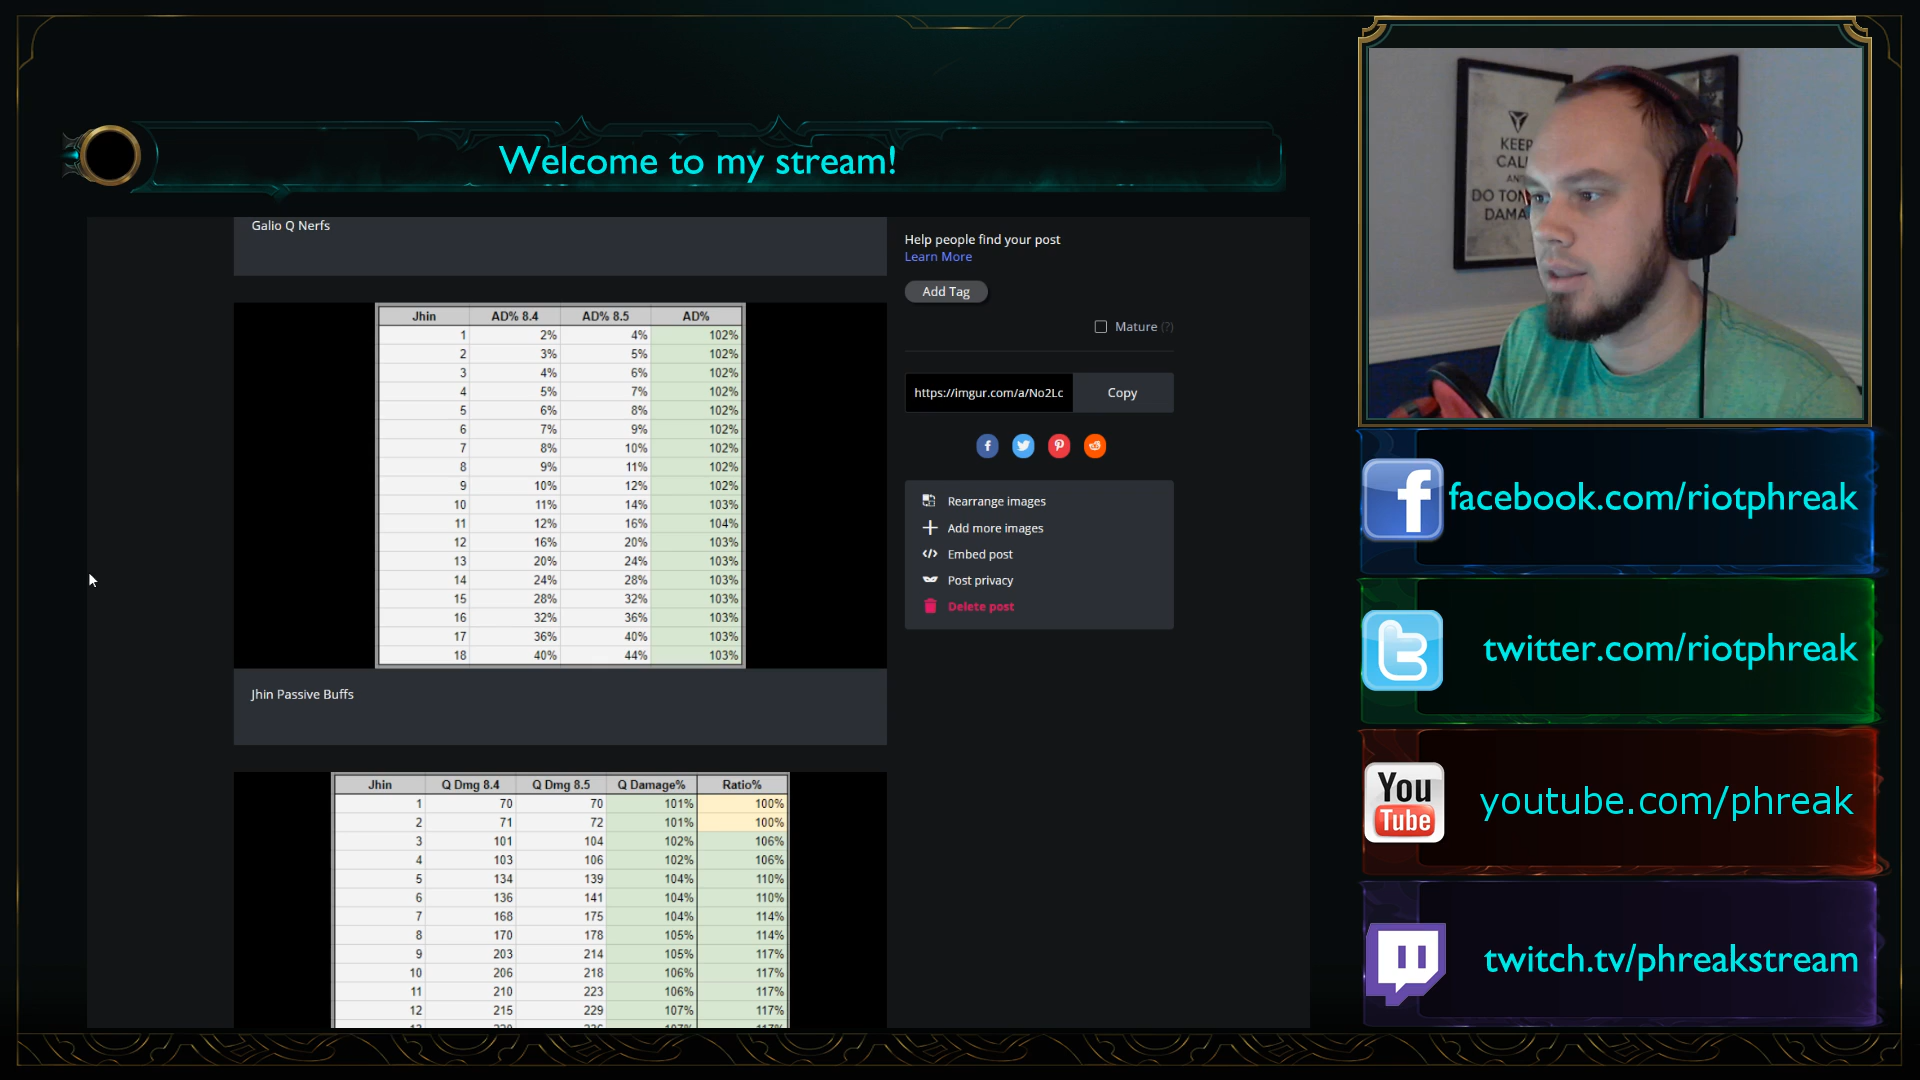 Welcome to my stream!
Galio Q Nerfs
Jhin AD% 8.4 AD% 8.5 AD%
1 2% 4% 102%
2 3% 5% 102%
3 4% 6% 102%
4 5% 7% 102%
5 6% 8% 102%
6 7% 9% 102%
7 8% 10% 102%
8 9% 11% 102%
9 10% 12% 102%
10 11% 14% 103%
11 12% 16% 104%
12 16% 20% 103%
13 20% 24% 103%
14 24% 28% 103%
15 28% 32% 103%
16 32% 36% 103%
17 36% 40% 103%
18 40% 44% 103%
Jhin Passive Buffs
Jhin Q Dmg 8.4 Q Dmg 8.5 Q Damage% Ratio%
1 70 70 101% 100%
2 71 72 101% 100%
3 101 104 102% 106%
4 103 106 102% 106%
5 134 139 104% 110%
6 136 141 104% 110%
7 168 175 104% 114%
8 170 178 105% 114%
9 203 214 105% 117%
10 206 218 106% 117%
11 210 223 106% 117%
12 215 229 107% 117%
Help people find your post
Learn More
Add Tag
Mature (?)
https://imgur.com/a/No2Lc
Copy
Rearrange images
Add more images
Embed post
Post privacy
Delete post
KEEP
CAL
AND
DO TON
DAMA
facebook.com/riotphreak
twitter.com/riotphreak
You
Tube
youtube.com/phreak
twitch.tv/phreakstream